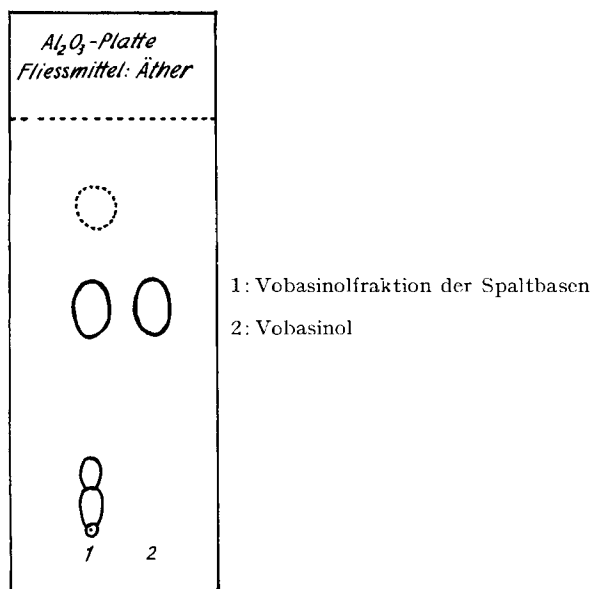 Al₂O₃-Platte
Fliessmittel: Äther
1: Vobasinolfraktion der Spaltbasen
2: Vobasinol
1 2